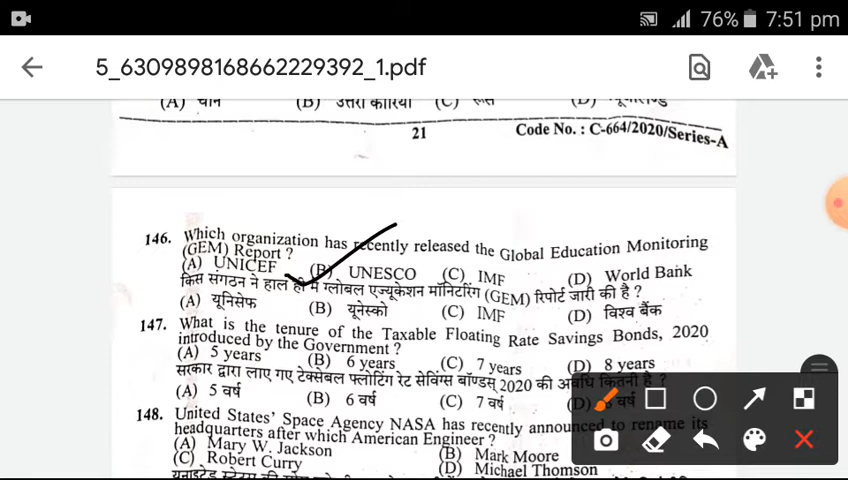 76% 7:51 pm
5_6309898168662229392_1.pdf
(A) चीन (B) उत्तरी कोरिया (C) रूस (D)
21 Code No. : C-664/2020/Series-A
146. Which organization has recently released the Global Education Monitoring
(GEM) Report ?
(A) UNICEF (B) UNESCO (C) IMF (D) World Bank
किस संगठन ने हाल ही में ग्लोबल एज्यूकेशन मॉनिटरिंग (GEM) रिपोर्ट जारी की है ?
(A) यूनिसेफ (B) यूनेस्को (C) IMF (D) विश्व बैंक
147. What is the tenure of the Taxable Floating Rate Savings Bonds, 2020
introduced by the Government ?
(A) 5 years (B) 6 years (C) 7 years (D) 8 years
सरकार द्वारा लाए गए टेक्सेबल फ्लोटिंग रेट सेविंग्स बॉण्ड्स 2020 की अवधि कितनी है ?
(A) 5 वर्ष (B) 6 वर्ष (C) 7 वर्ष (D) वर्ष
148. United States' Space Agency NASA has recently announced to rename its
headquarters after which American Engineer ?
(A) Mary W. Jackson (B) Mark Moore
(C) Robert Curry (D) Michael Thomson